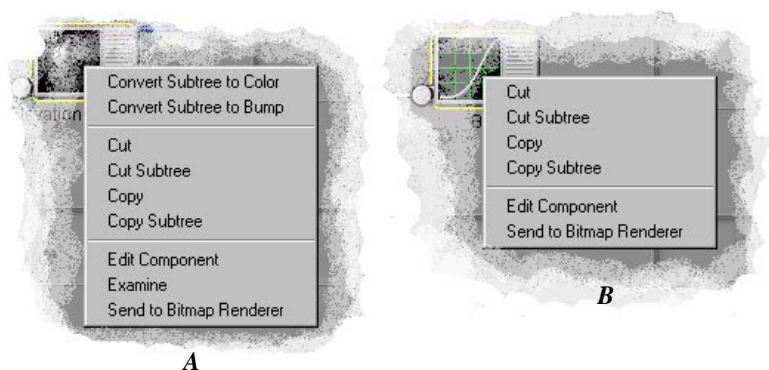 Convert Subtree to Color
Convert Subtree to Bump
Cut
Cut Subtree
Copy
Copy Subtree
Edit Component
Examine
Send to Bitmap Renderer
A
Cut
Cut Subtree
Copy
Copy Subtree
Edit Component
Send to Bitmap Renderer
B